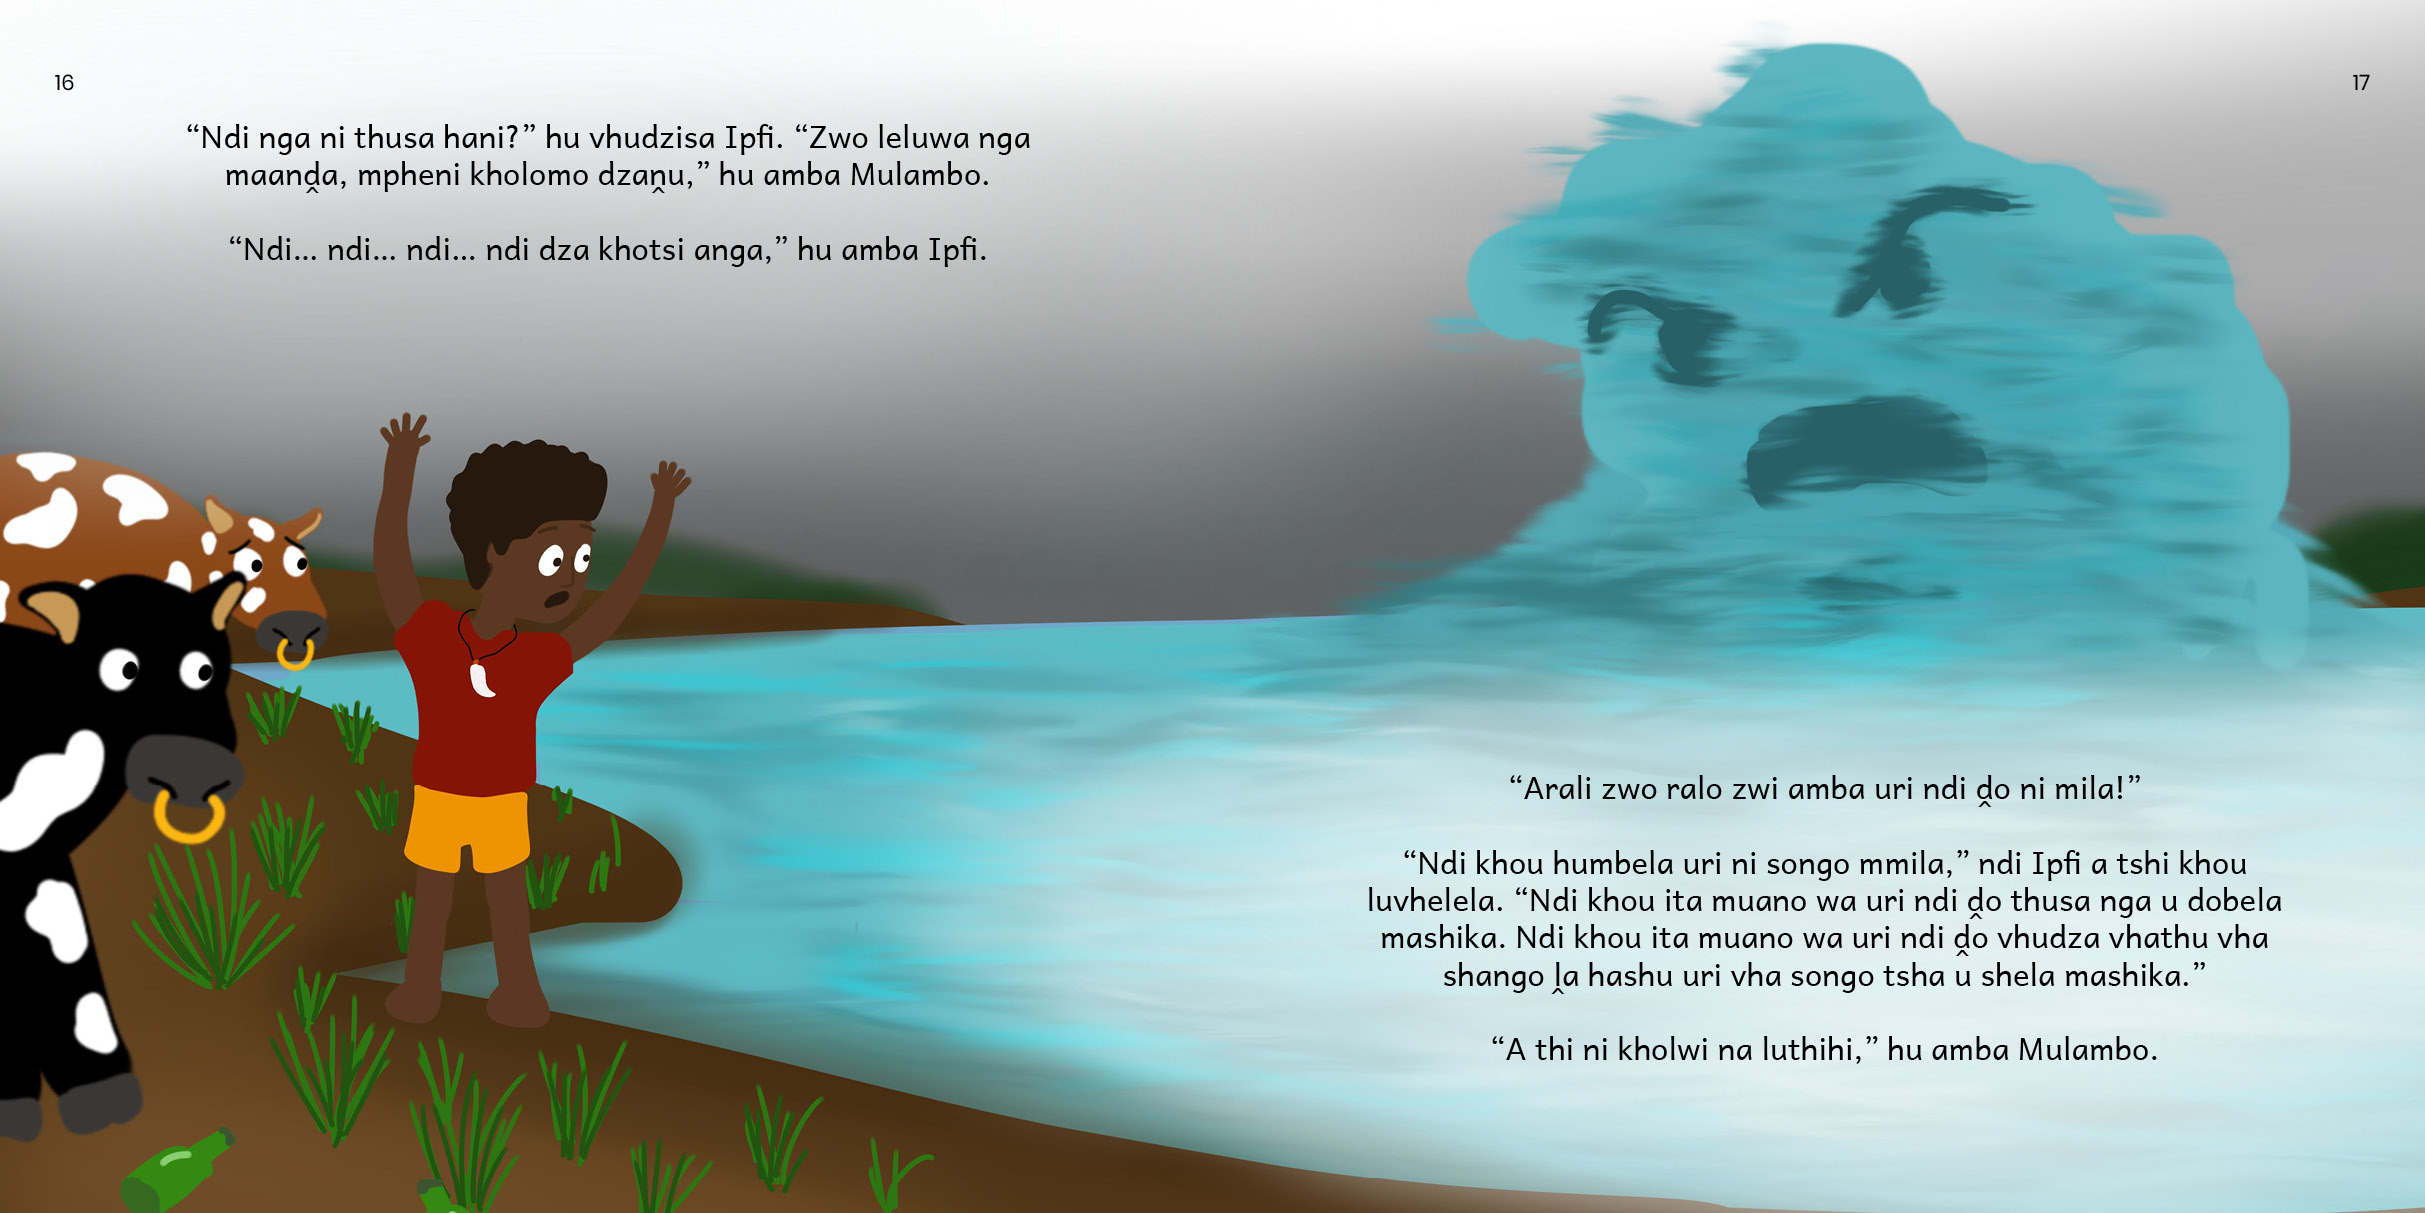 16
“Ndi nga ni thusa hani?” hu vhudzisa Ipfi. “Zwo leluwa nga
maanḓa, mpheni kholomo dzaṋu,” hu amba Mulambo.
“Ndi... ndi... ndi... ndi dza khotsi anga,” hu amba Ipfi.
17
“Arali zwo ralo zwi amba uri ndi ḓo ni mila!”
“Ndi khou humbela uri ni songo mmila,” ndi Ipfi a tshi khou
luvhelela. “Ndi khou ita muano wa uri ndi ḓo thusa nga u dobela
mashika. Ndi khou ita muano wa uri ndi ḓo vhudza vhathu vha
shango ḽa hashu uri vha songo tsha u shela mashika.”
“A thi ni kholwi na luthihi,” hu amba Mulambo.